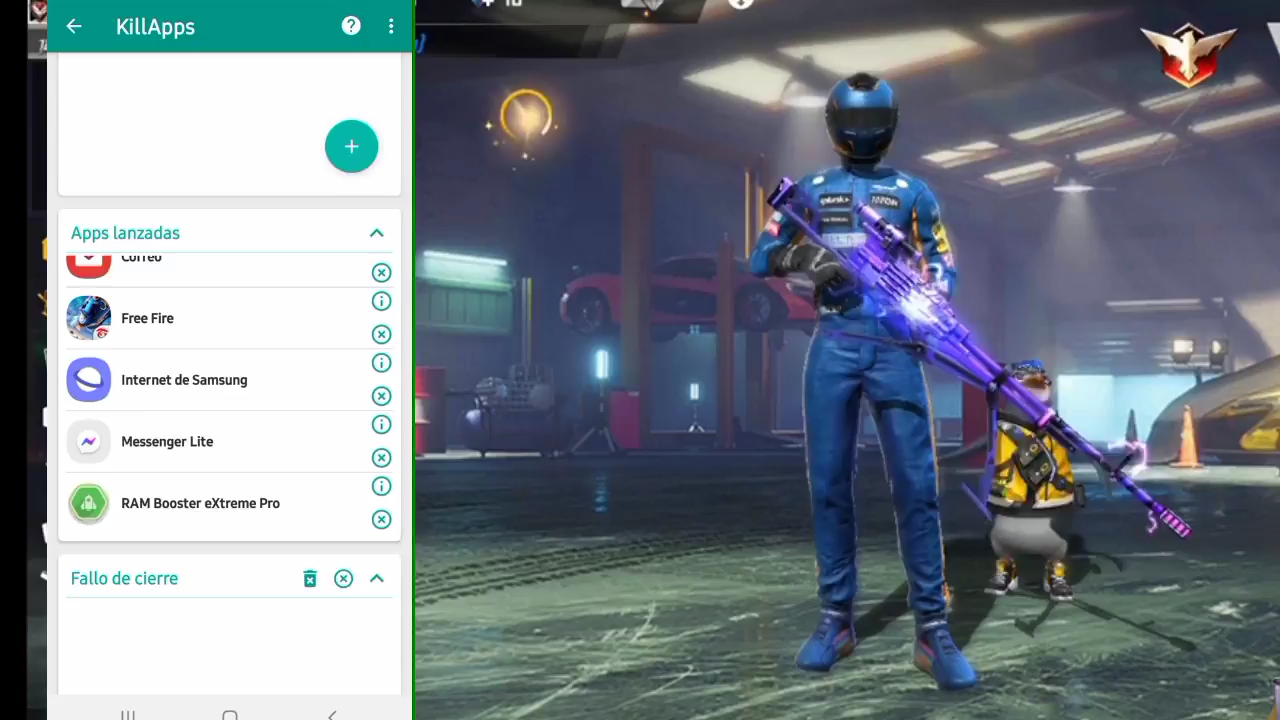 KillApps
Apps lanzadas
Correo
Free Fire
Internet de Samsung
Messenger Lite
RAM Booster eXtreme Pro
Fallo de cierre